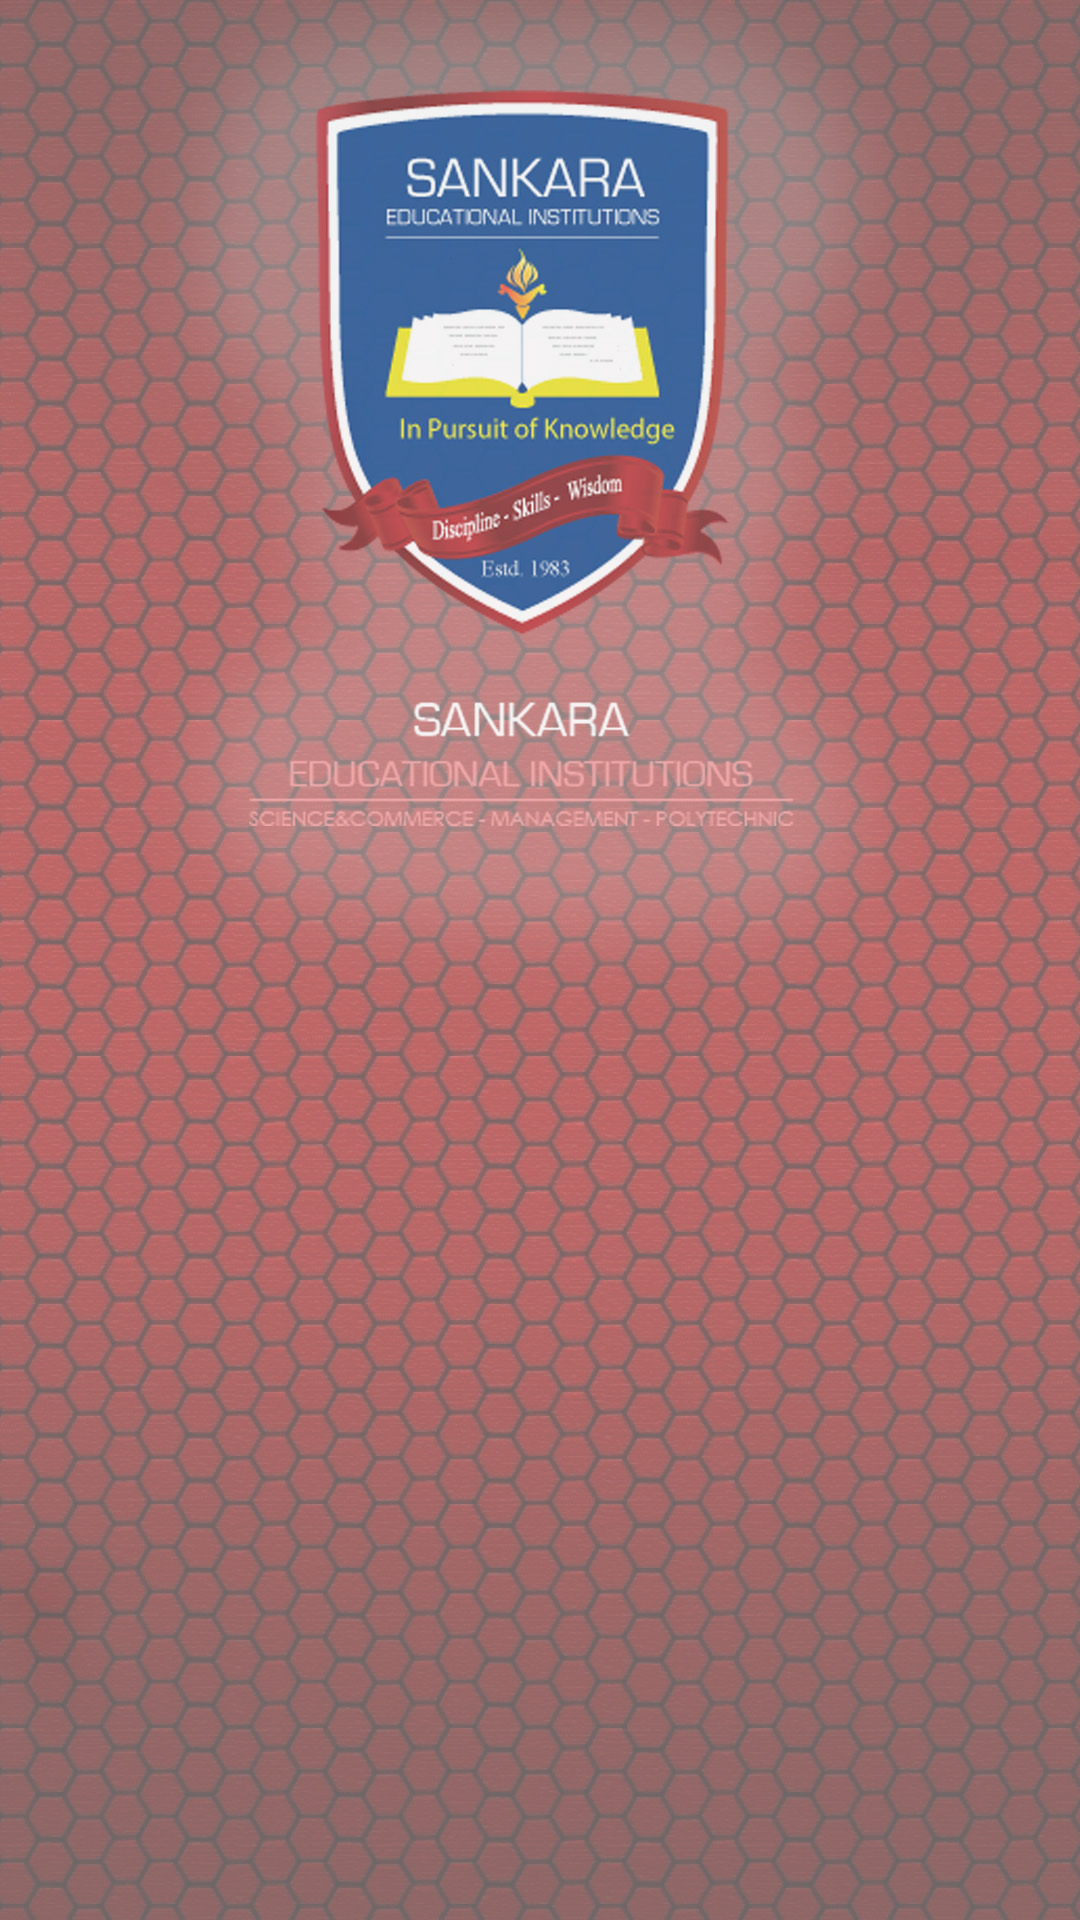 SANKARA
EDUCATIONAL INSTITUTIONS
In Pursuit of Knowledge
Discipline - Skills - Wisdom
Estd. 1983
SANKARA
EDUCATIONAL INSTITUTIONS
SCIENCE&COMMERCE - MANAGEMENT - POLYTECHNIC